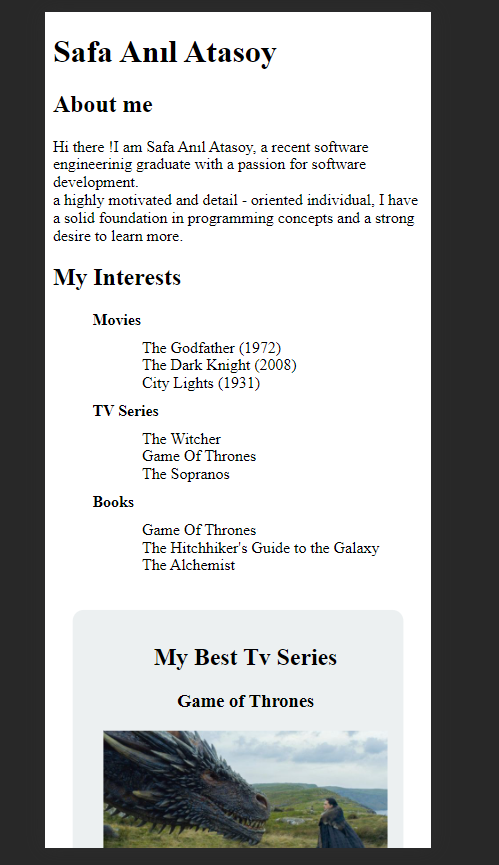 Safa Anıl Atasoy
About me
Hi there !I am Safa Anıl Atasoy, a recent software
engineerinig graduate with a passion for software
development.
a highly motivated and detail - oriented individual, I have
a solid foundation in programming concepts and a strong
desire to learn more.
My Interests
Movies
The Godfather (1972)
The Dark Knight (2008)
City Lights (1931)
TV Series
The Witcher
Game Of Thrones
The Sopranos
Books
Game Of Thrones
The Hitchhiker's Guide to the Galaxy
The Alchemist
My Best Tv Series
Game of Thrones